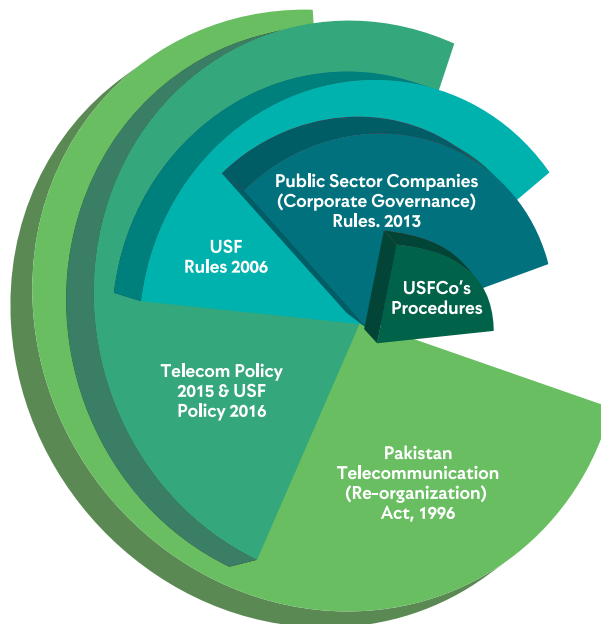 Public Sector Companies
(Corporate Governance)
Rules. 2013
USF
Rules 2006
USFCo's
Procedures
Telecom Policy
2015 & USF
Policy 2016
Pakistan
Telecommunication
(Re-organization)
Act, 1996